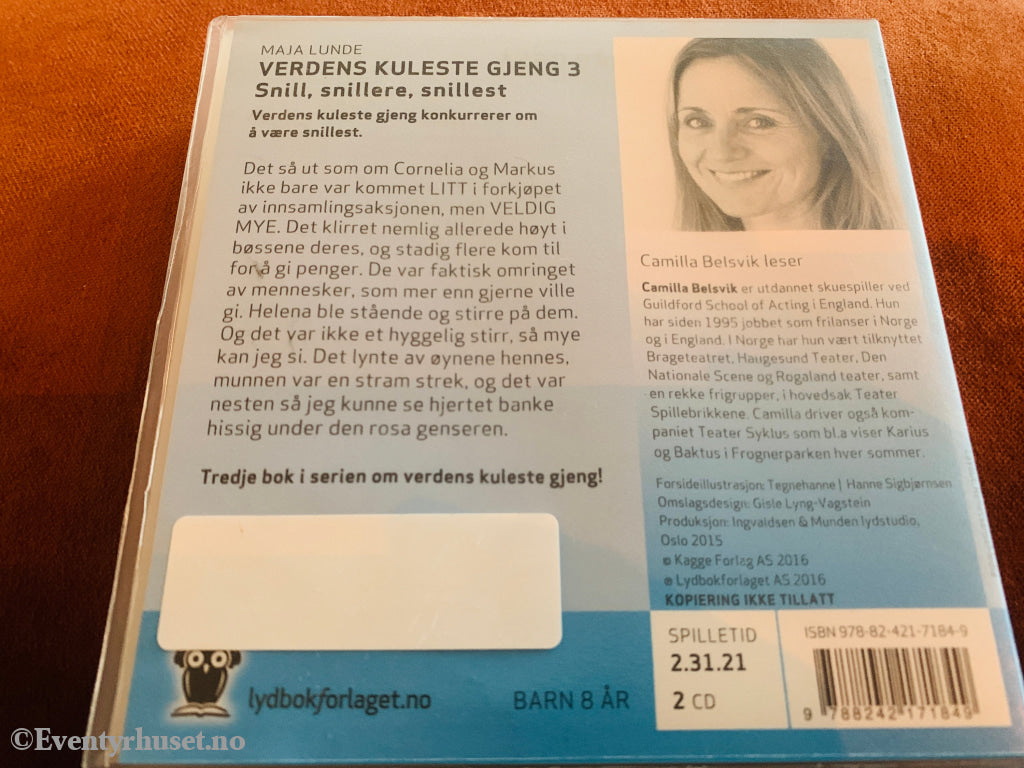 MAJA LUNDE
VERDENS KULESTE GJENG 3
Snill, snillere, snillest
Verdens kuleste gjeng konkurrerer om
å være snillest.
Det så ut som om Cornelia og Markus
ikke bare var kommet LITT i forkjøpet
av innsamlingsaksjonen, men VELDIG
MYE. Det klirret nemlig allerede høyt i
bøssene deres, og stadig flere kom til
for å gi penger. De var faktisk omringet
av mennesker, som mer enn gjerne ville
gi. Helena ble stående og stirre på dem.
Og det var ikke et hyggelig stirr, så mye
kan jeg si. Det lynte av øynene hennes,
munnen var en stram strek, og det var
nesten så jeg kunne se hjertet banke
hissig under den rosa genseren.
Tredje bok i serien om verdens kuleste gjeng!
lydbokforlaget.no
BARN 8 ÅR
Camilla Belsvik leser
Camilla Belsvik er utdannet skuespiller ved
Guildford School of Acting i England. Hun
har siden 1995 jobbet som frilanser i Norge
og i England. I Norge har hun vært tilknyttet
Brageteatret, Haugesund Teater, Den
Nationale Scene og Rogaland teater, samt
en rekke frigrupper, i hovedsak Teater
Spillebrikkene. Camilla driver også kom-
paniet Teater Syklus som bl.a viser Karius
og Baktus i Frognerparken hver sommer.
Forsideillustrasjon: Tegnehanne | Hanne Sigbjørnsen
Omslagsdesign: Gisle Lyng-Vagstein
Produksjon: Ingvaldsen & Munden lydstudio,
Oslo 2015
© Kagge Forlag AS 2016
℗ Lydbokforlaget AS 2016
KOPIERING IKKE TILLATT
SPILLETID
2.31.21
2 CD
ISBN 978-82-421-7184-9
9 788242 171849
©Eventyrhuset.no